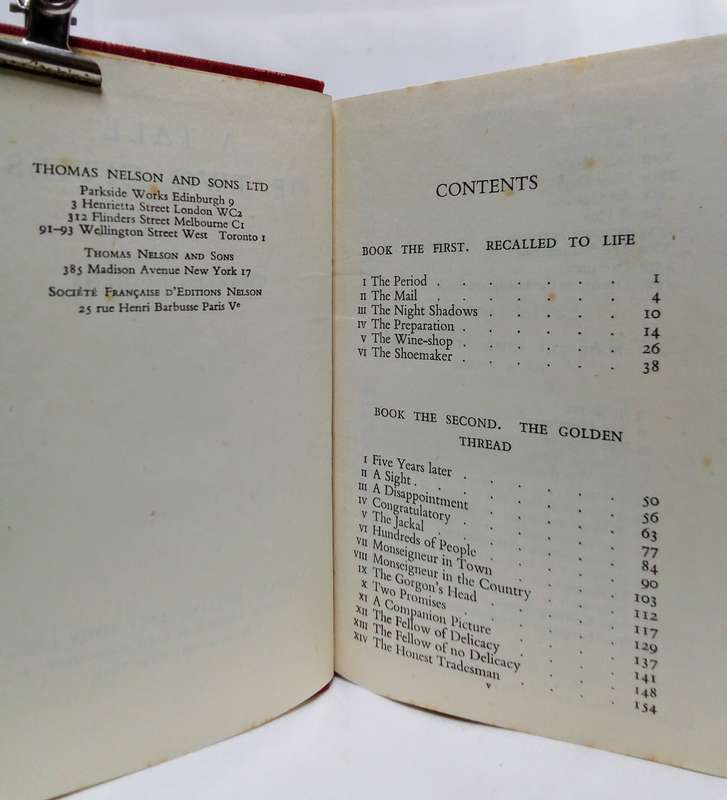 THOMAS NELSON AND SONS LTD
Parkside Works Edinburgh 9
3 Henrietta Street London WC2
312 Flinders Street Melbourne C1
91–93 Wellington Street West Toronto 1
THOMAS NELSON AND SONS
385 Madison Avenue New York 17
SOCIÉTÉ FRANÇAISE D'EDITIONS NELSON
25 rue Henri Barbusse Paris Vᵉ
CONTENTS
BOOK THE FIRST. RECALLED TO LIFE
I The Period . . . . . . 1
II The Mail . . . . . . 4
III The Night Shadows . . . . . 10
IV The Preparation . . . . . 14
V The Wine-shop . . . . . 26
VI The Shoemaker . . . . . 38
BOOK THE SECOND. THE GOLDEN
THREAD
I Five Years later . . . . . 50
II A Sight . . . . . . 56
III A Disappointment . . . . 63
IV Congratulatory . . . . . 77
V The Jackal . . . . . 84
VI Hundreds of People . . . . 90
VII Monseigneur in Town . . . . 103
VIII Monseigneur in the Country . . . 112
IX The Gorgon's Head . . . . 117
X Two Promises . . . . . 129
XI A Companion Picture . . . . 137
XII The Fellow of Delicacy . . . . 141
XIII The Fellow of no Delicacy . . . 148
XIV The Honest Tradesman . . . . 154
v